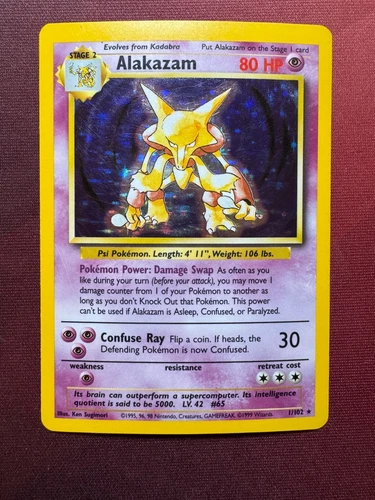 Evolves from Kadabra
Put Alakazam on the Stage 1 card
STAGE 2
Alakazam
80 HP
Psi Pokémon. Length: 4' 11", Weight: 106 lbs.
Pokémon Power: Damage Swap As often as you
like during your turn (before your attack), you may move 1
damage counter from 1 of your Pokémon to another as
long as you don't Knock Out that Pokémon. This power
can't be used if Alakazam is Asleep, Confused, or Paralyzed.
Confuse Ray Flip a coin. If heads, the
Defending Pokémon is now Confused.
30
weakness
resistance
retreat cost
Its brain can outperform a supercomputer. Its intelligence
quotient is said to be 5000. LV. 42 #65
Illus. Ken Sugimori
©1995, 96, 98 Nintendo, Creatures, GAMEFREAK. ©1999 Wizards.
1/102 ★